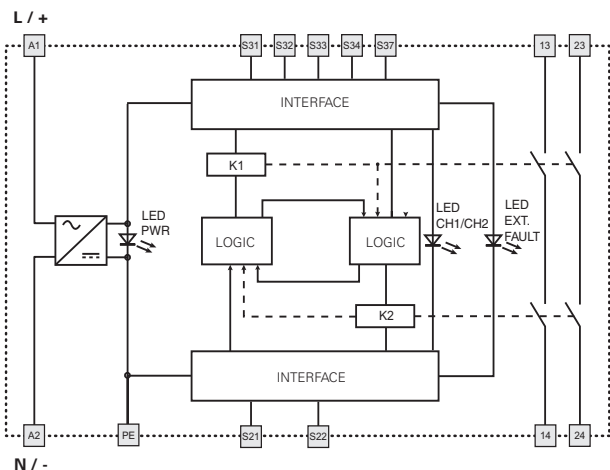 L / +
A1
S31
S32
S33
S34
S37
13
23
INTERFACE
K1
LED
PWR
LOGIC
LOGIC
LED
CH1/CH2
LED
EXT.
FAULT
K2
INTERFACE
A2
PE
S21
S22
14
24
N / -